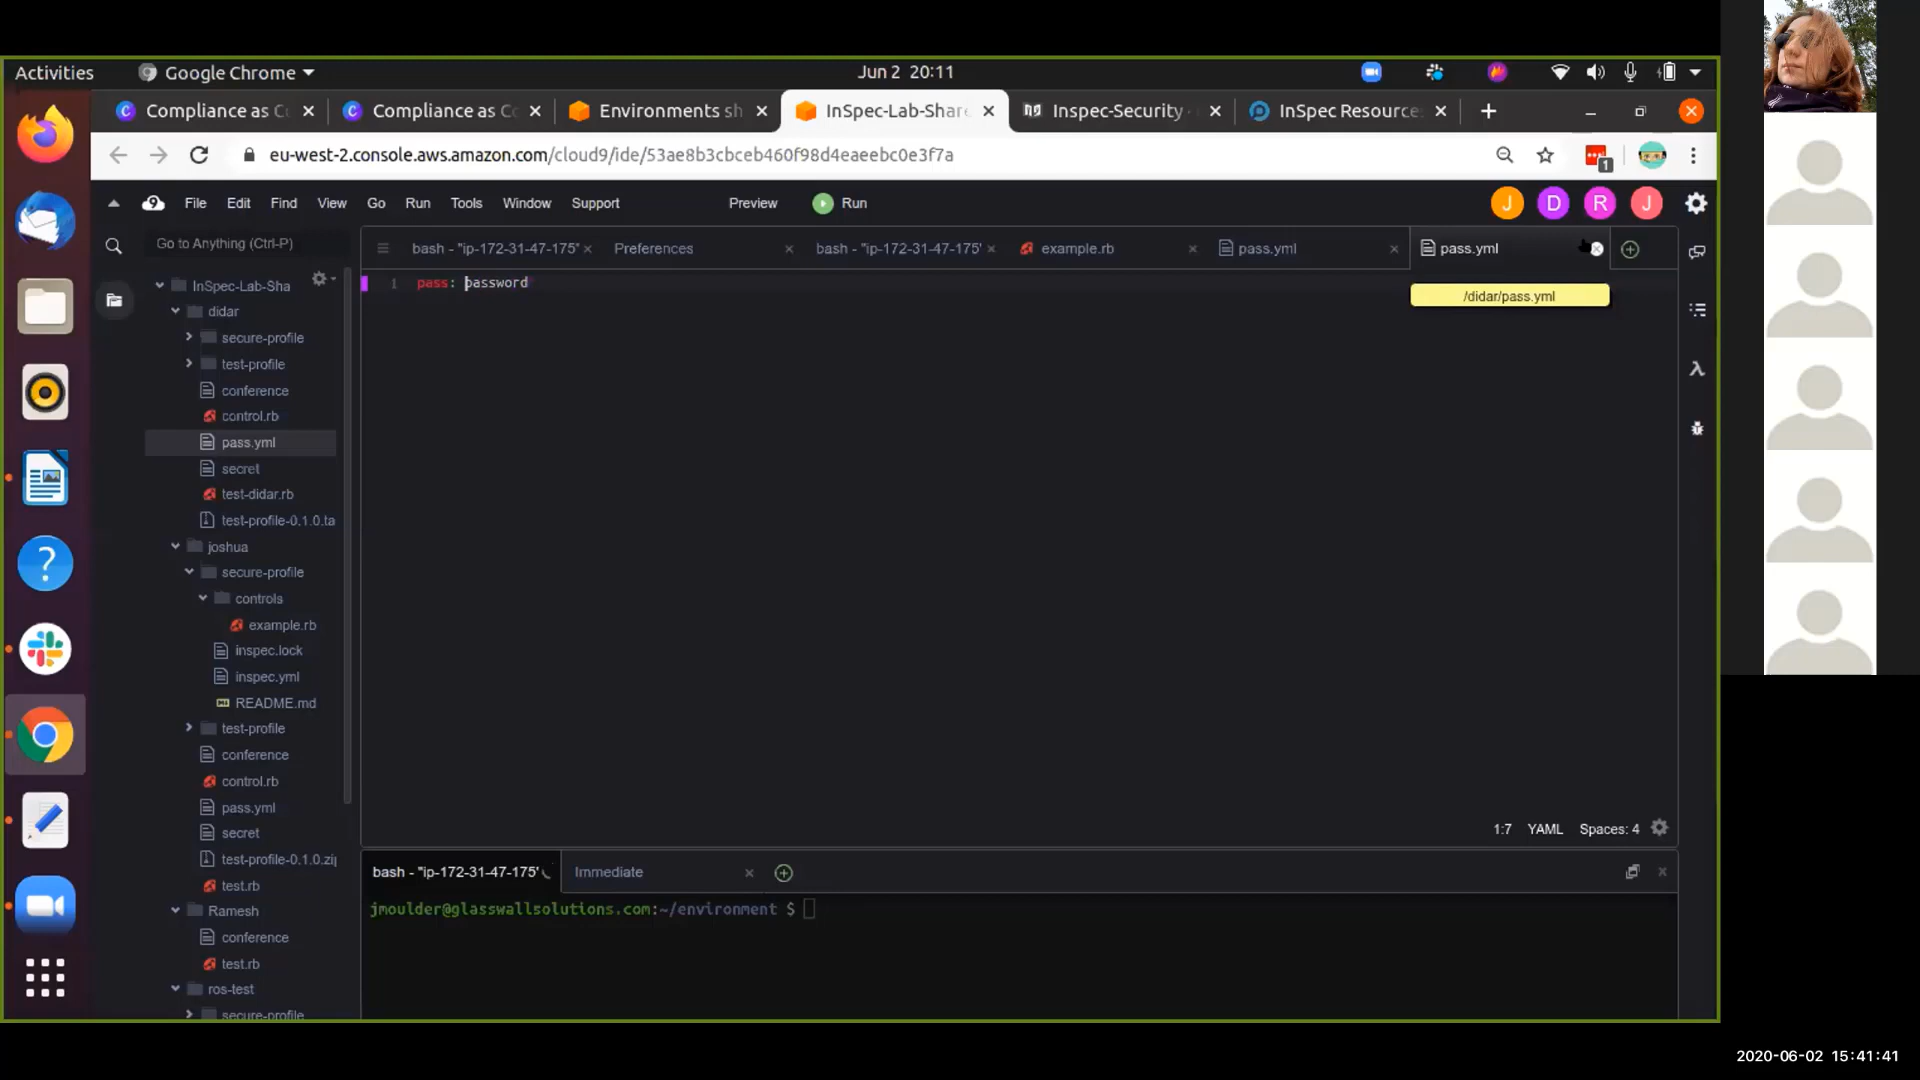 Activities
Google Chrome
Jun 2 20:11
Compliance as C
Compliance as Co
Environments sh
InSpec-Lab-Share
Inspec-Security
InSpec Resource
eu-west-2.console.aws.amazon.com/cloud9/ide/53ae8b3cbceb460f98d4eaeebc0e3f7a
1
9
File
Edit
Find
View
Go
Run
Tools
Window
Support
Preview
Run
J
D
R
J
Go to Anything (Ctrl-P)
bash - "ip-172-31-47-175"
Preferences
bash - "ip-172-31-47-175"
example.rb
pass.yml
pass.yml
1 pass: password
/didar/pass.yml
InSpec-Lab-Sha
didar
secure-profile
test-profile
conference
control.rb
pass.yml
secret
test-didar.rb
test-profile-0.1.0.ta
joshua
secure-profile
controls
example.rb
inspec.lock
inspec.yml
README.md
test-profile
conference
control.rb
pass.yml
secret
test-profile-0.1.0.zi
test.rb
Ramesh
conference
test.rb
ros-test
secure-profile
1:7 YAML Spaces: 4
bash - "ip-172-31-47-175"
Immediate
jmoulder@glasswallsolutions.com:~/environment $
2020-06-02 15:41:41